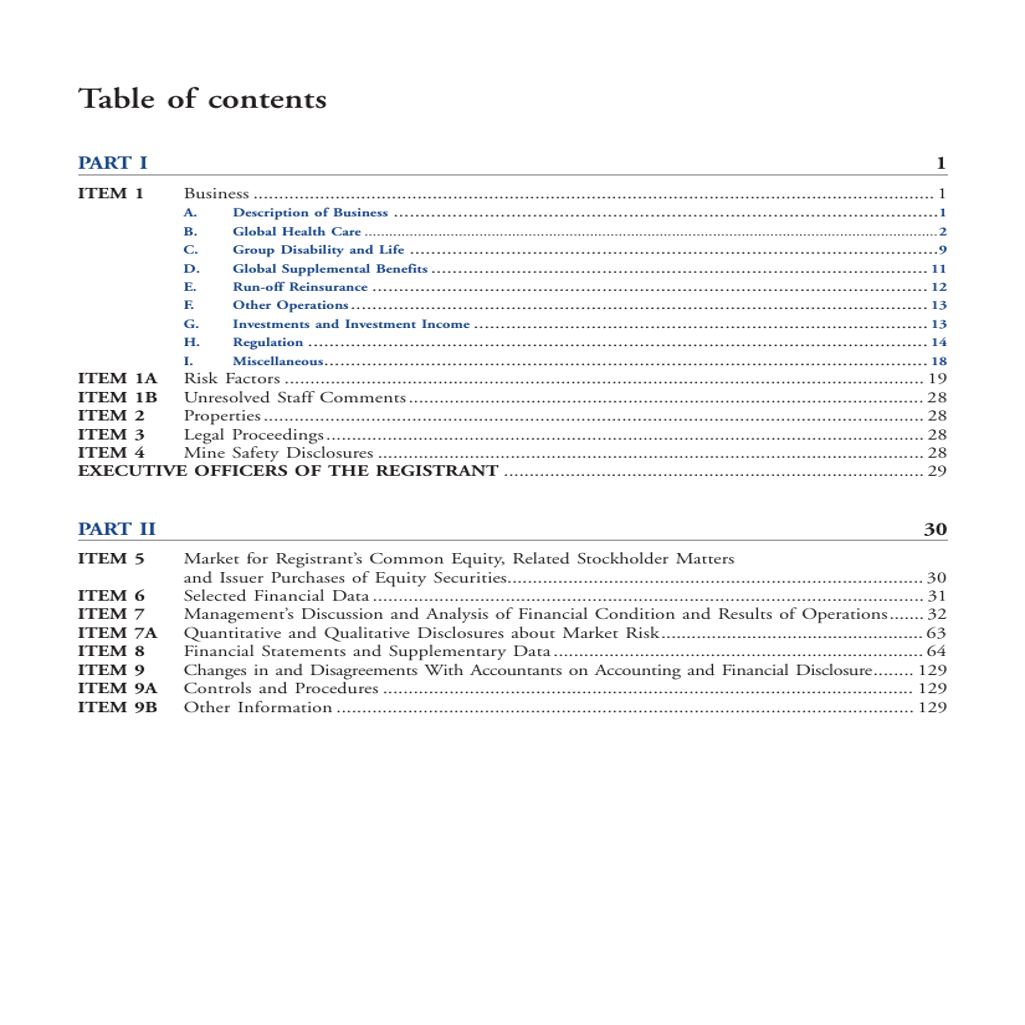 Table of contents
PART I 1
ITEM 1 Business ..... 1
A. Description of Business ..... 1
B. Global Health Care ..... 2
C. Group Disability and Life ..... 9
D. Global Supplemental Benefits ..... 11
E. Run-off Reinsurance ..... 12
F. Other Operations ..... 13
G. Investments and Investment Income ..... 13
H. Regulation ..... 14
I. Miscellaneous ..... 18
ITEM 1A Risk Factors ..... 19
ITEM 1B Unresolved Staff Comments ..... 28
ITEM 2 Properties ..... 28
ITEM 3 Legal Proceedings ..... 28
ITEM 4 Mine Safety Disclosures ..... 28
EXECUTIVE OFFICERS OF THE REGISTRANT ..... 29
PART II 30
ITEM 5 Market for Registrant's Common Equity, Related Stockholder Matters
and Issuer Purchases of Equity Securities ..... 30
ITEM 6 Selected Financial Data ..... 31
ITEM 7 Management's Discussion and Analysis of Financial Condition and Results of Operations ..... 32
ITEM 7A Quantitative and Qualitative Disclosures about Market Risk ..... 63
ITEM 8 Financial Statements and Supplementary Data ..... 64
ITEM 9 Changes in and Disagreements With Accountants on Accounting and Financial Disclosure ..... 129
ITEM 9A Controls and Procedures ..... 129
ITEM 9B Other Information ..... 129